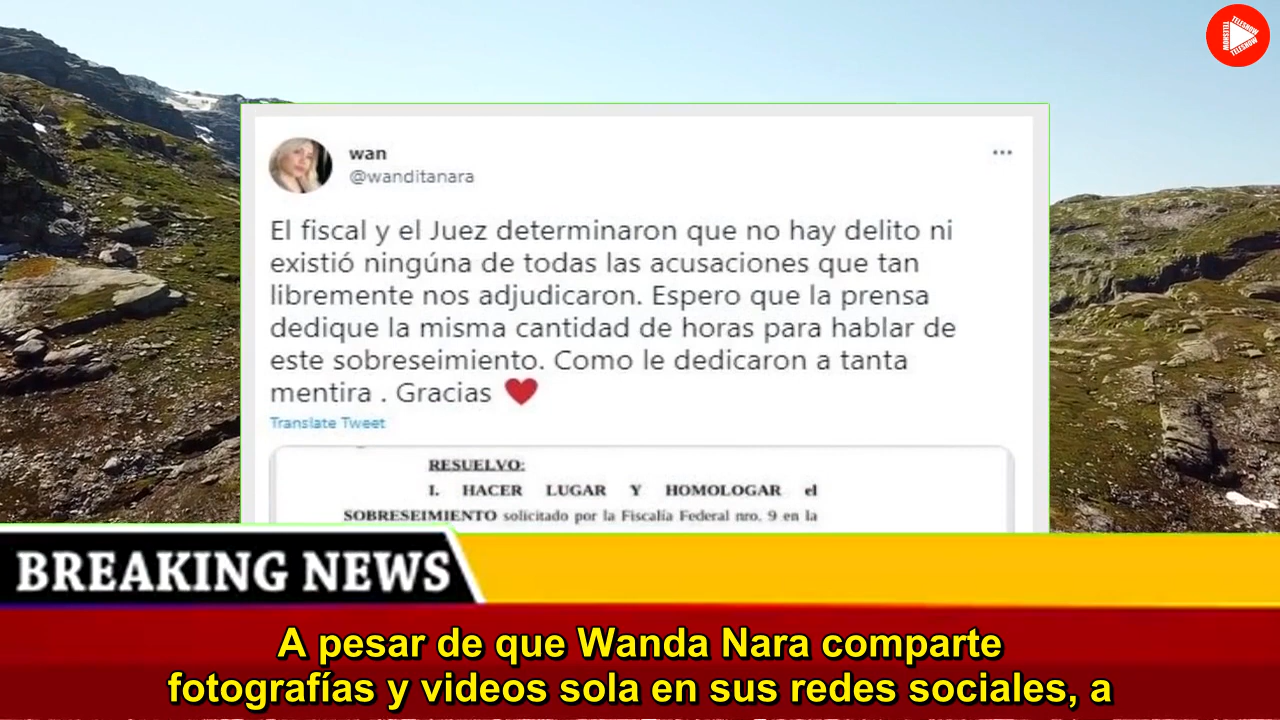 TELESHOW
TELESHOW
TELESHOW
wan
@wanditanara
El fiscal y el Juez determinaron que no hay delito ni
existió ningúna de todas las acusaciones que tan
libremente nos adjudicaron. Espero que la prensa
dedique la misma cantidad de horas para hablar de
este sobreseimiento. Como le dedicaron a tanta
mentira . Gracias ❤️
Translate Tweet
RESUELVO:
I. HACER LUGAR Y HOMOLOGAR el
SOBRESEIMIENTO solicitado por la Fiscalía Federal nro. 9 en la
BREAKING NEWS
A pesar de que Wanda Nara comparte
fotografías y videos sola en sus redes sociales, a